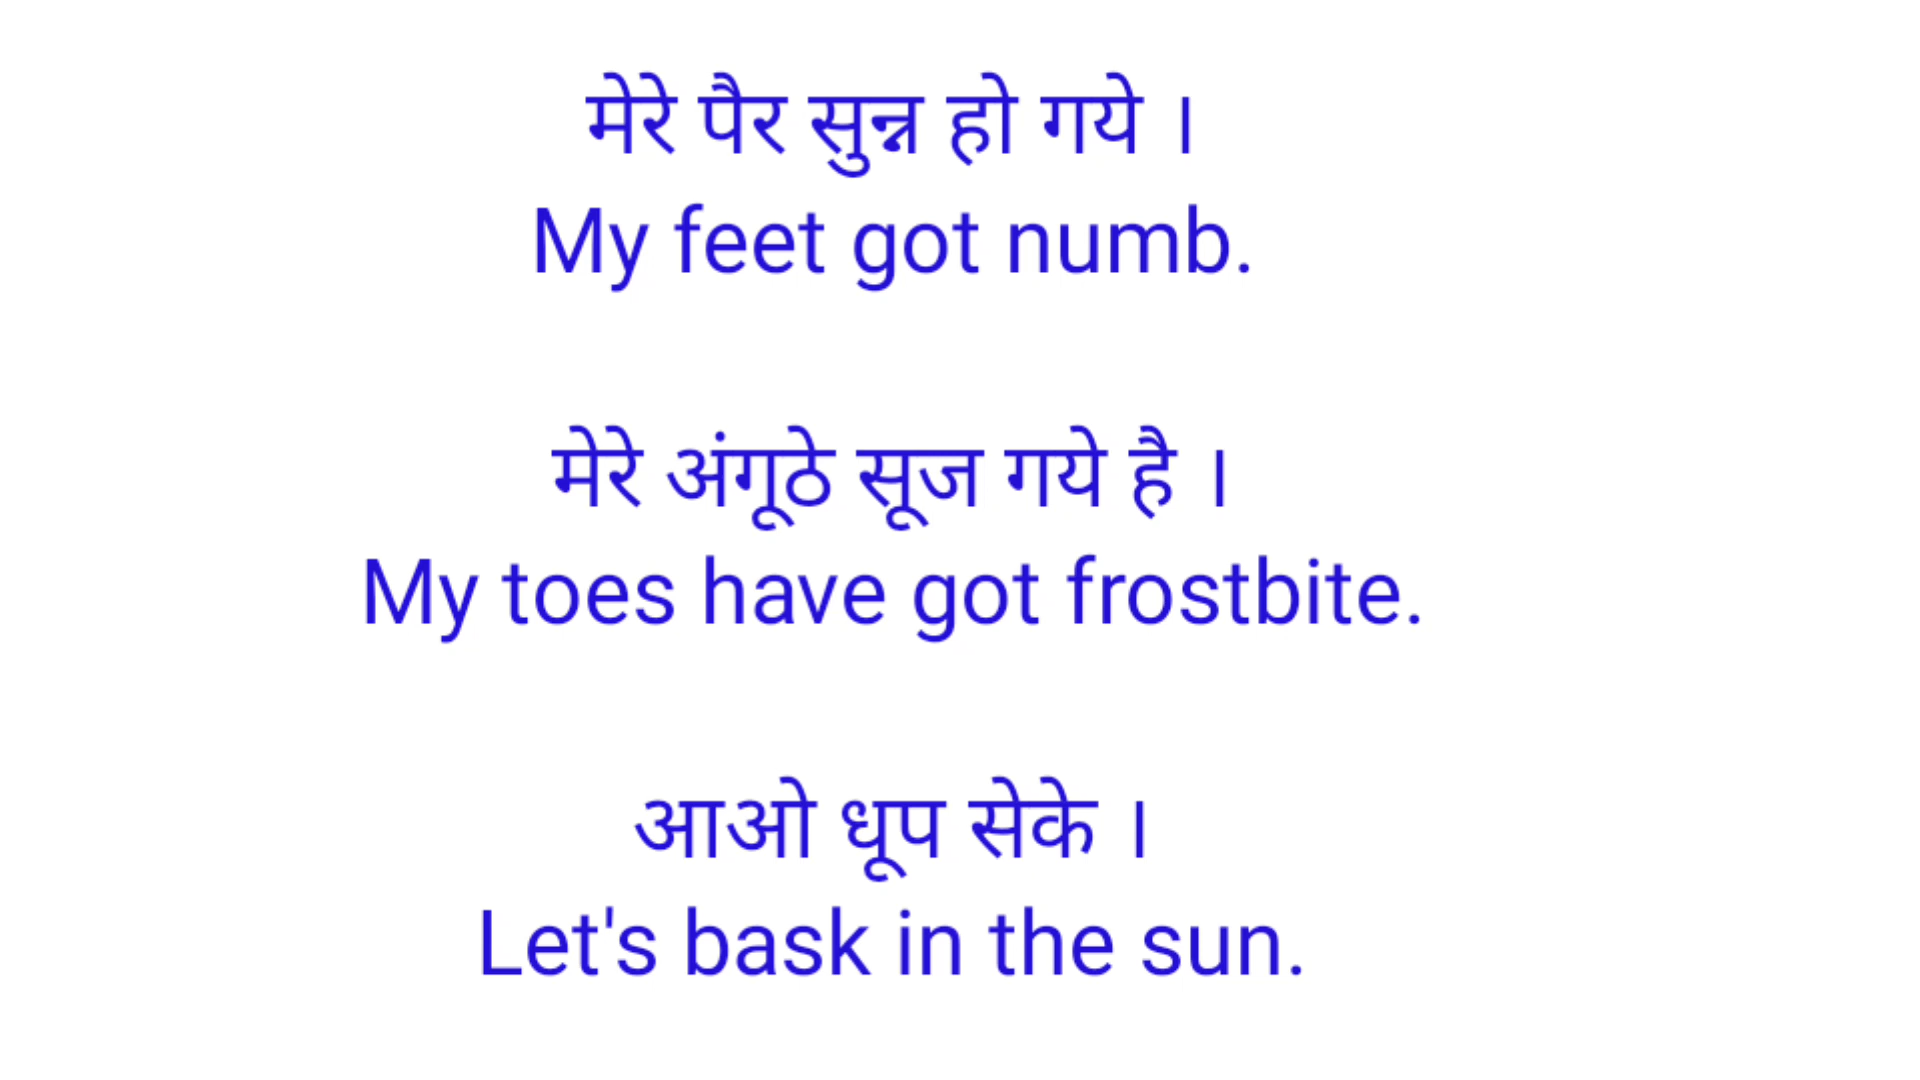 मेरे पैर सुन्न हो गये ।
My feet got numb.
मेरे अंगूठे सूज गये है ।
My toes have got frostbite.
आओ धूप सेके ।
Let's bask in the sun.